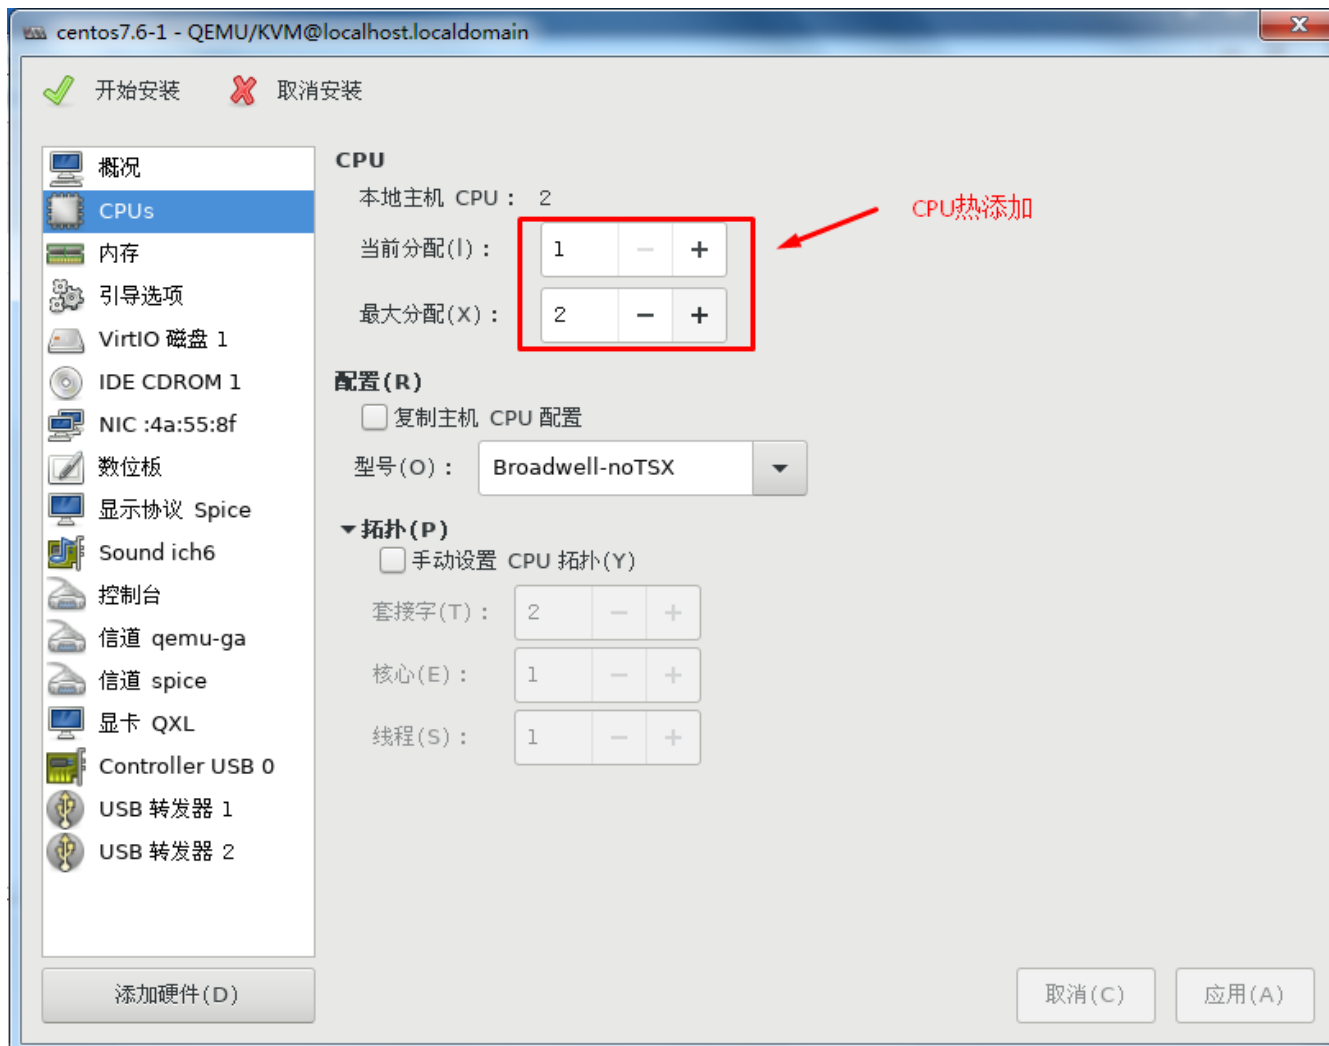 centos7.6-1 - QEMU/KVM@localhost.localdomain
开始安装 取消安装
概况
CPUs
内存
引导选项
VirtIO 磁盘 1
IDE CDROM 1
NIC :4a:55:8f
数位板
显示协议 Spice
Sound ich6
控制台
信道 qemu-ga
信道 spice
显卡 QXL
Controller USB 0
USB 转发器 1
USB 转发器 2
添加硬件(D)
CPU
本地主机 CPU : 2
当前分配(l) : 1 − +
最大分配(X) : 2 − +
CPU热添加
配置(R)
复制主机 CPU 配置
型号(O) : Broadwell-noTSX
拓扑(P)
手动设置 CPU 拓扑(Y)
套接字(T) : 2 − +
核心(E) : 1 − +
线程(S) : 1 − +
取消(C) 应用(A)